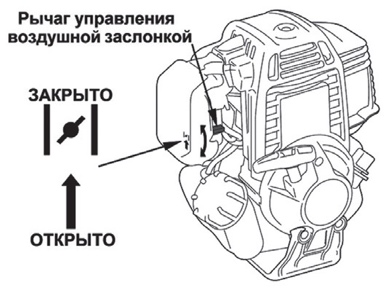 Рычаг управления
воздушной заслонкой
ЗАКРЫТО
ОТКРЫТО